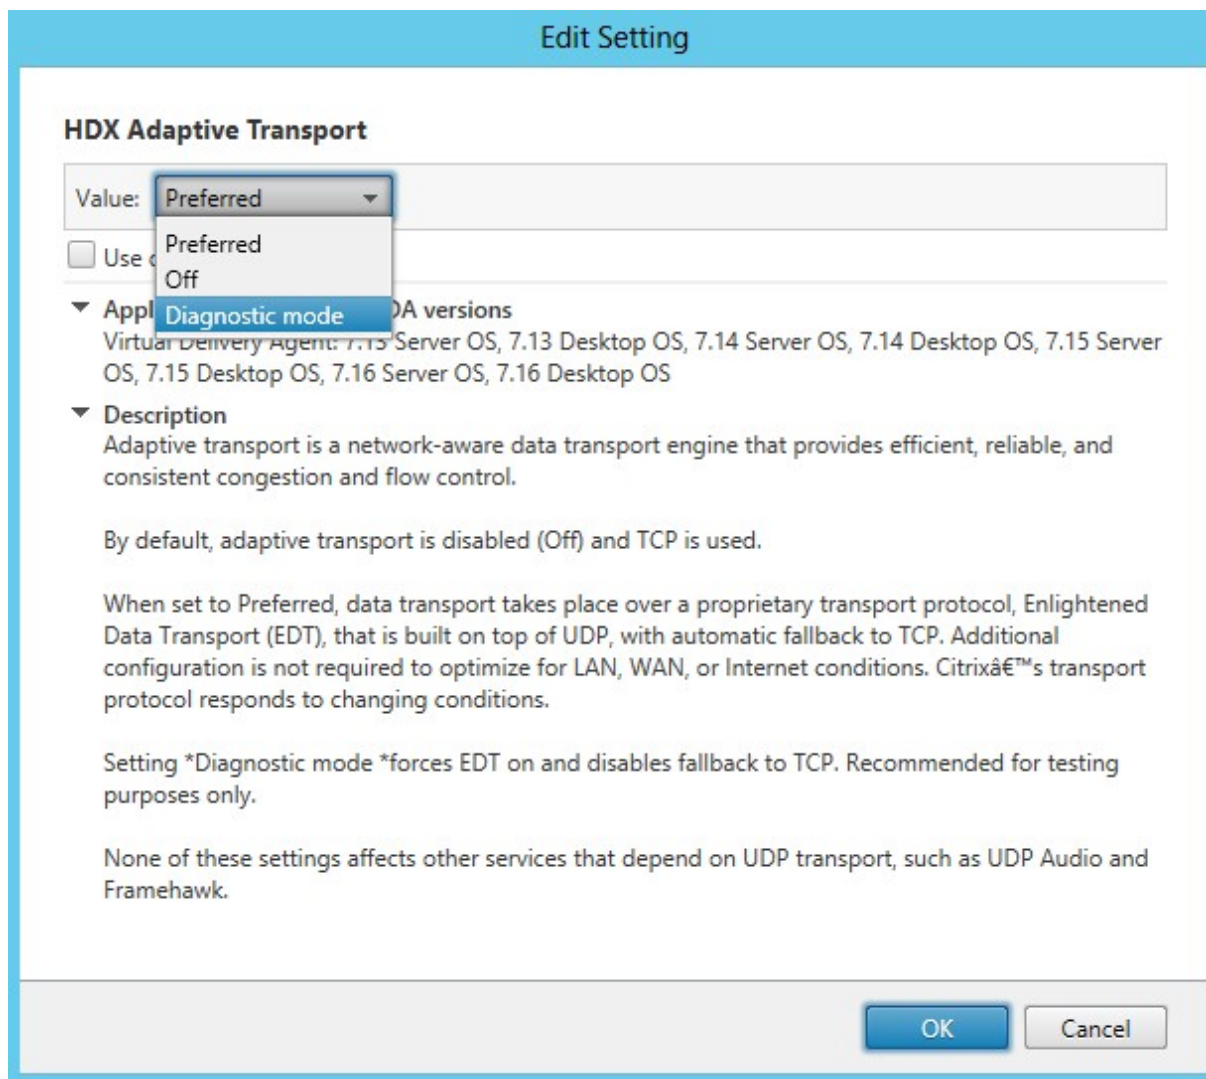 Edit Setting
HDX Adaptive Transport
Value: Preferred
Preferred
Use
Off
Diagnostic mode
versions
Virtual Delivery Agent: 7.13 Server OS, 7.13 Desktop OS, 7.14 Server OS, 7.14 Desktop OS, 7.15 Server
OS, 7.15 Desktop OS, 7.16 Server OS, 7.16 Desktop OS
Description
Adaptive transport is a network-aware data transport engine that provides efficient, reliable, and
consistent congestion and flow control.
By default, adaptive transport is disabled (Off) and TCP is used.
When set to Preferred, data transport takes place over a proprietary transport protocol, Enlightened
Data Transport (EDT), that is built on top of UDP, with automatic fallback to TCP. Additional
configuration is not required to optimize for LAN, WAN, or Internet conditions. Citrixâ€™s transport
protocol responds to changing conditions.
Setting *Diagnostic mode *forces EDT on and disables fallback to TCP. Recommended for testing
purposes only.
None of these settings affects other services that depend on UDP transport, such as UDP Audio and
Framehawk.
OK Cancel